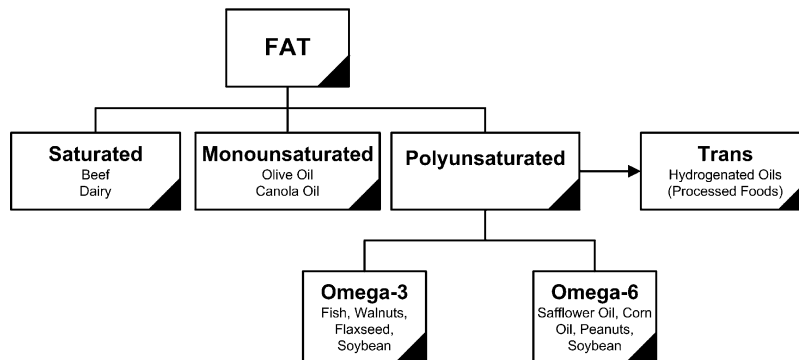 FAT
Saturated
Beef
Dairy
Monounsaturated
Olive Oil
Canola Oil
Polyunsaturated
Trans
Hydrogenated Oils
(Processed Foods)
Omega-3
Fish, Walnuts,
Flaxseed,
Soybean
Omega-6
Safflower Oil, Corn
Oil, Peanuts,
Soybean